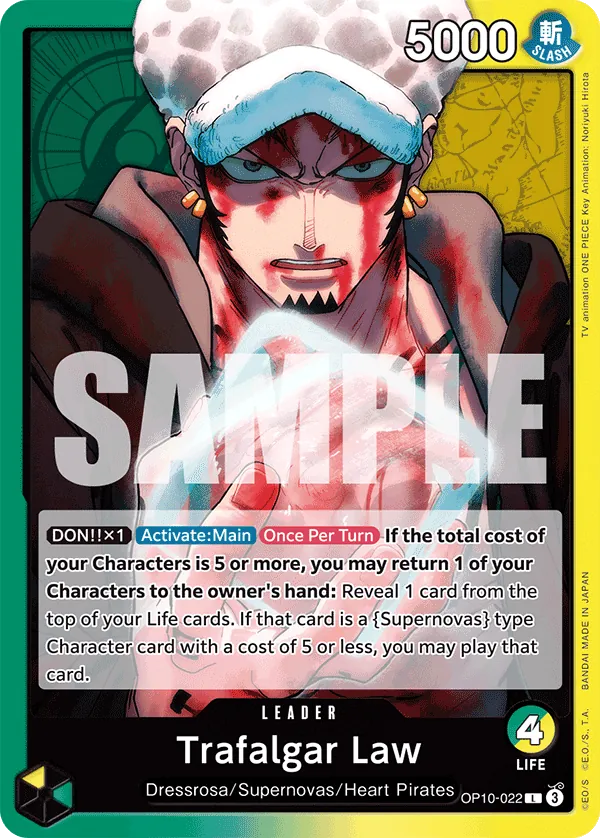 5000
斬
SLASH
TV animation ONE PIECE Key Animation: Noriyuki Hirota
SAMPLE
DON!!×1 Activate:Main Once Per Turn If the total cost of
your Characters is 5 or more, you may return 1 of your
Characters to the owner's hand: Reveal 1 card from the
top of your Life cards. If that card is a {Supernovas} type
Character card with a cost of 5 or less, you may play that
card.
LEADER
Trafalgar Law
Dressrosa/Supernovas/Heart Pirates
4
LIFE
OP10-022 L 3
©EO/S ©E.O./S., T.A. BANDAI MADE IN JAPAN